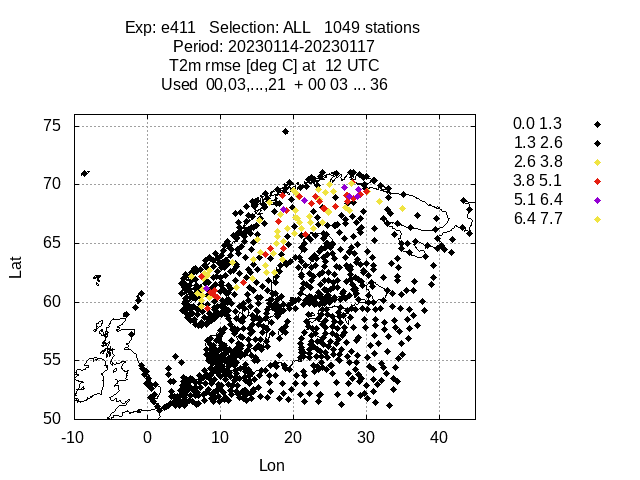 Exp: e411 Selection: ALL 1049 stations
Period: 20230114-20230117
T2m rmse [deg C] at 12 UTC
Used 00,03,...,21 + 00 03 ... 36
75
70
65
60
55
50
Lat
-10 0 10 20 30 40
Lon
0.0 1.3
1.3 2.6
2.6 3.8
3.8 5.1
5.1 6.4
6.4 7.7